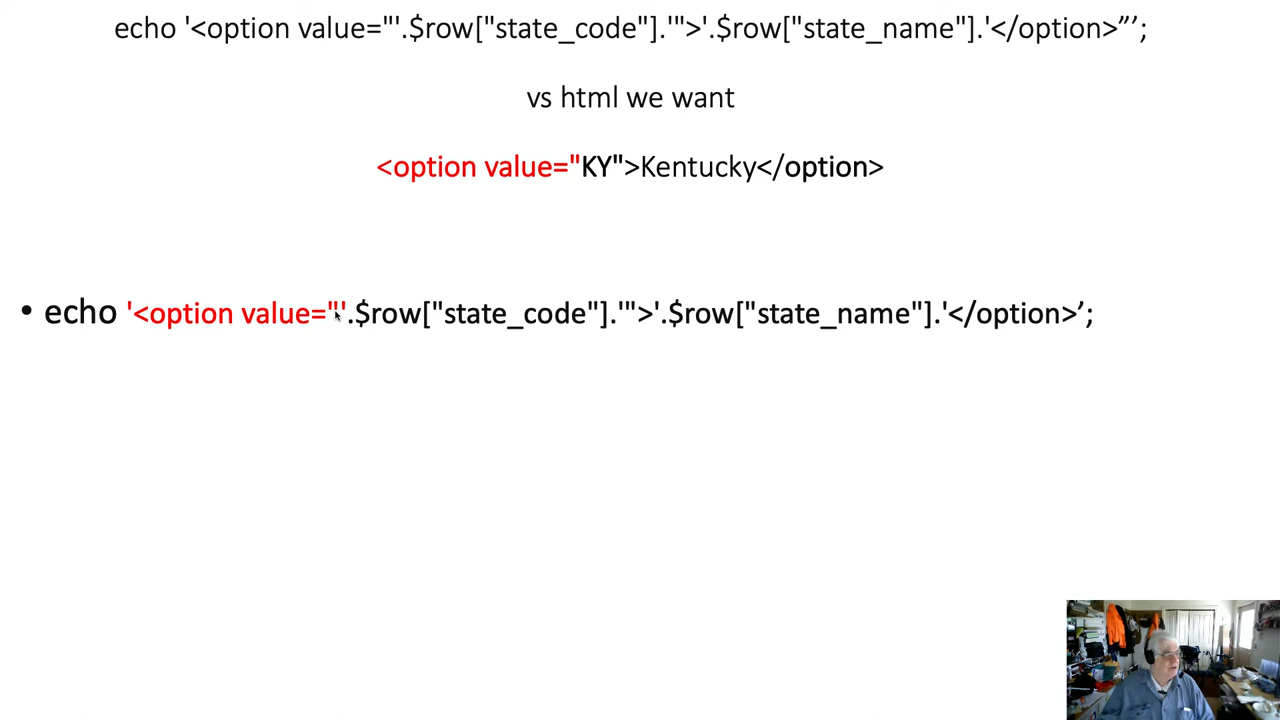 echo '<option value="'.$row["state_code"].'">'.$row["state_name"].'</option>”’;
vs html we want
<option value="KY">Kentucky</option>
• echo '<option value="'.$row["state_code"].'">'.$row["state_name"].'</option>’;